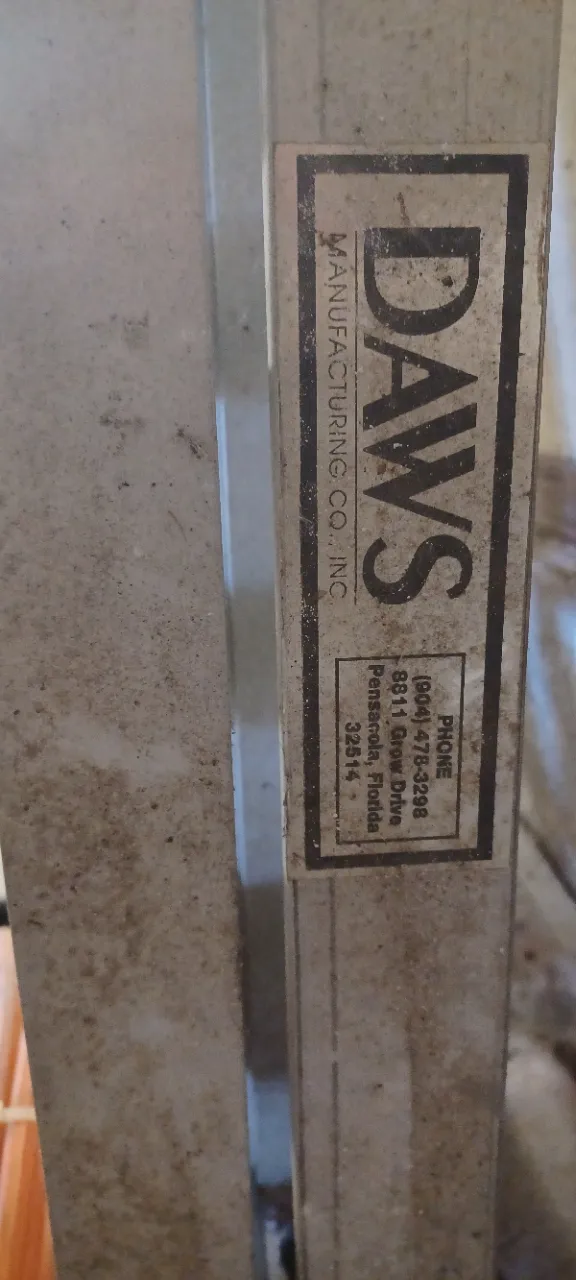 DAWS
MANUFACTURING CO., INC
PHONE
(904) 478-3298
8811 Grow Drive
Pensacola, Florida
32514